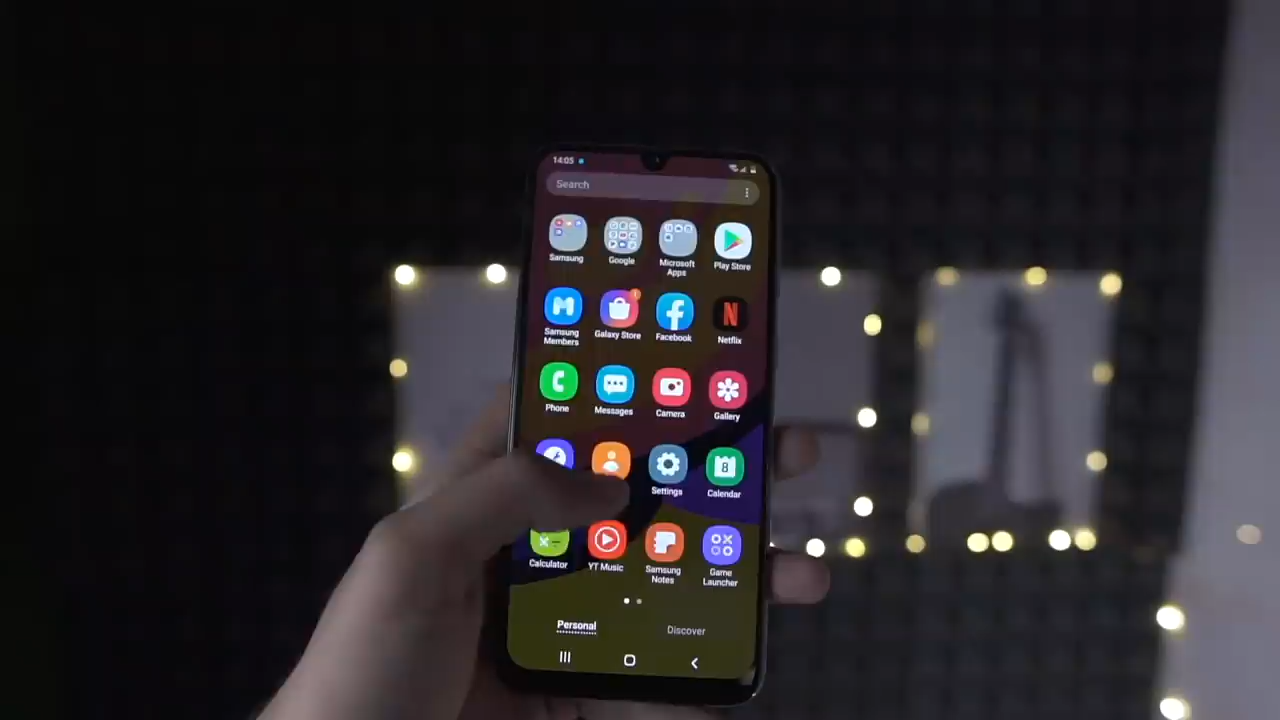 14:05
Search
Samsung
Google
Microsoft
Apps
Play Store
Samsung
Members
Galaxy Store
Facebook
N
Netflix
Phone
Messages
Camera
Gallery
8
Settings
Calendar
Calculator
YT Music
Samsung
Notes
Game
Launcher
Personal
Discover